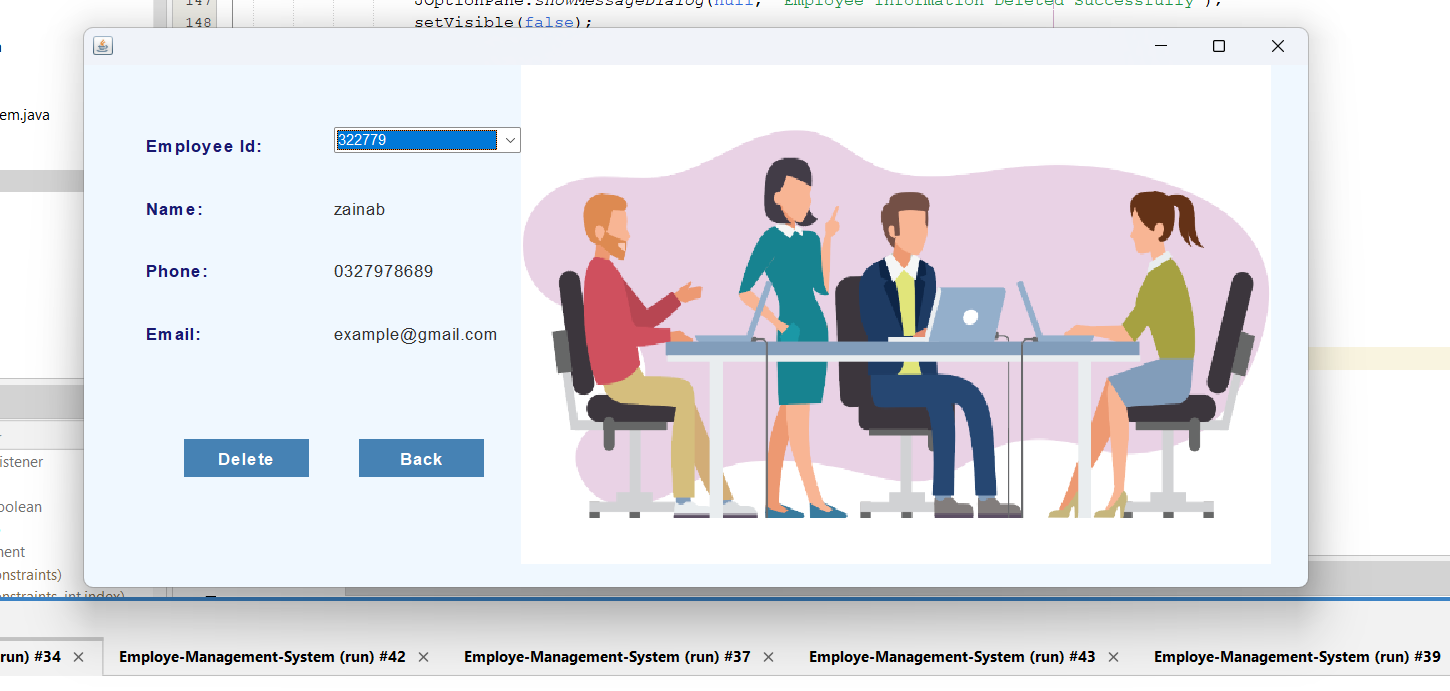 147 JOptionPane.showMessageDialog(null, "Employee Information Deleted Successfully");
148 setVisible(false);
em.java
Employee Id: 322779
Name: zainab
Phone: 0327978689
Email: example@gmail.com
Delete Back
istener
oolean
nent
onstraints)
onstraints, int index)
run) #34 Employe-Management-System (run) #42 Employe-Management-System (run) #37 Employe-Management-System (run) #43 Employe-Management-System (run) #39